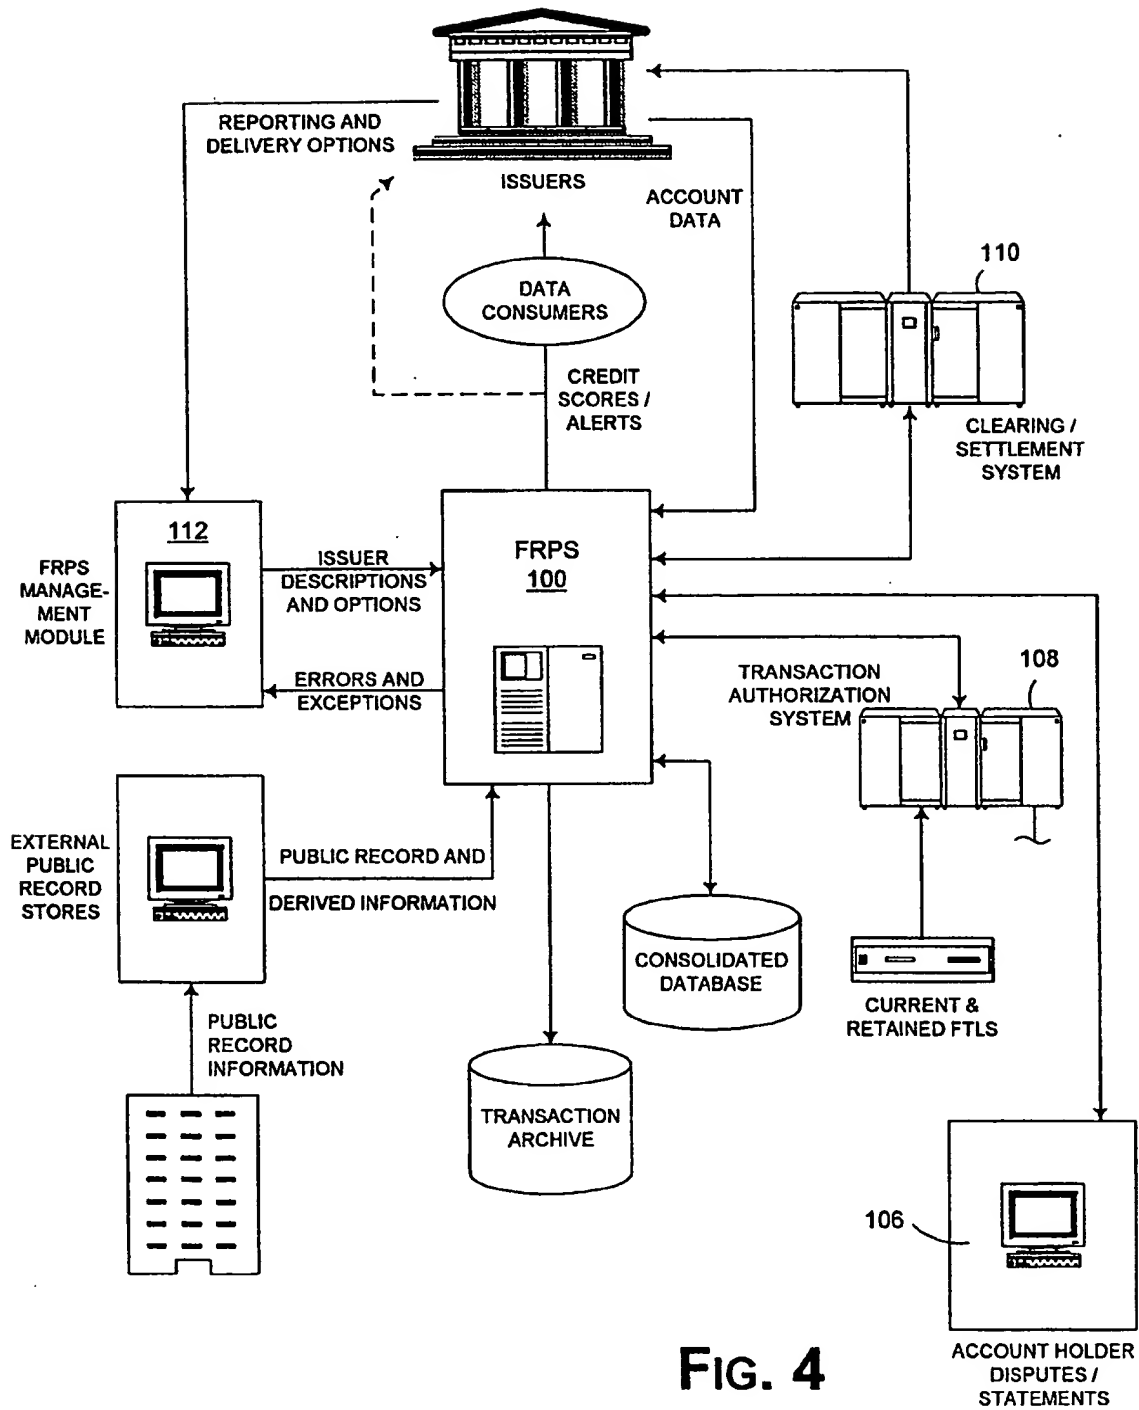 REPORTING AND
DELIVERY OPTIONS
ISSUERS
ACCOUNT
DATA
110
DATA
CONSUMERS
CREDIT
SCORES /
ALERTS
CLEARING /
SETTLEMENT
SYSTEM
112
FRPS
MANAGE-
MENT
MODULE
ISSUER
DESCRIPTIONS
AND OPTIONS
FRPS
100
ERRORS AND
EXCEPTIONS
TRANSACTION
AUTHORIZATION
SYSTEM
108
EXTERNAL
PUBLIC
RECORD
STORES
PUBLIC RECORD AND
DERIVED INFORMATION
CONSOLIDATED
DATABASE
CURRENT &
RETAINED FTLS
PUBLIC
RECORD
INFORMATION
TRANSACTION
ARCHIVE
106
ACCOUNT HOLDER
DISPUTES /
STATEMENTS
FIG. 4